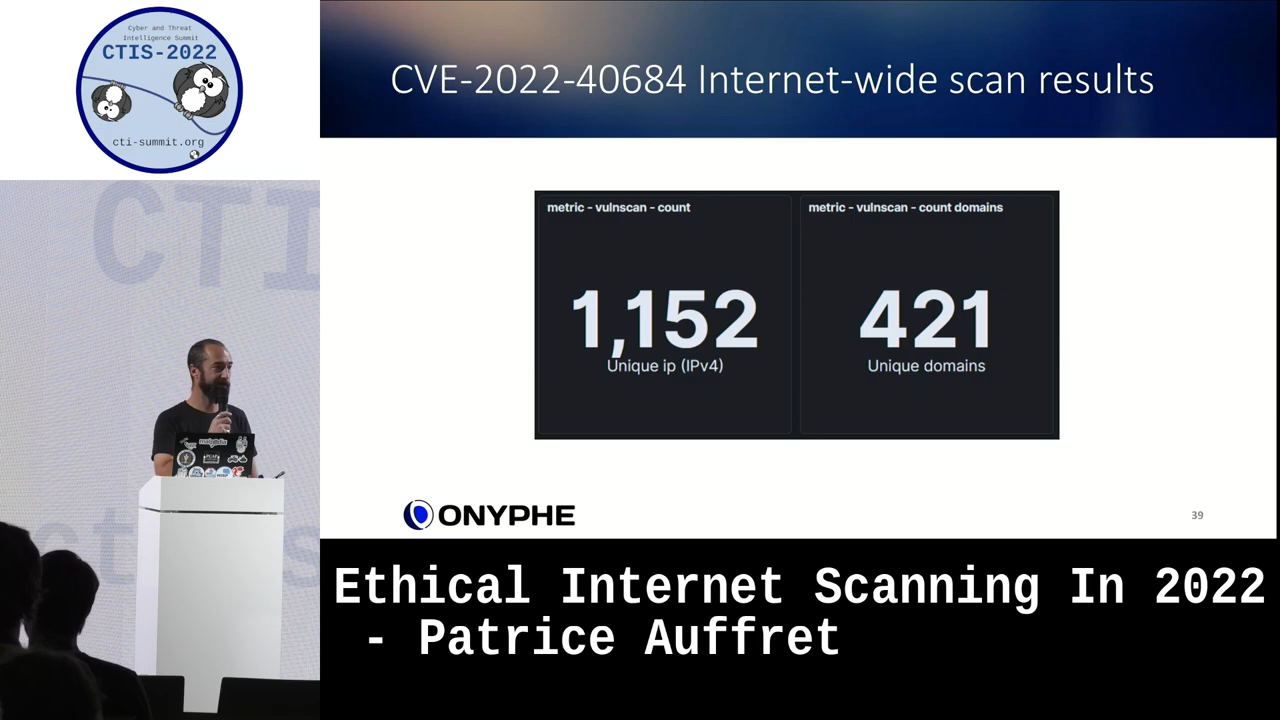 Cyber and Threat
Intelligence Summit
CTIS-2022
cti-summit.org
CVE-2022-40684 Internet-wide scan results
metric - vulnscan - count
1,152
Unique ip (IPv4)
metric - vulnscan - count domains
421
Unique domains
ONYPHE
39
CTI
Ethical Internet Scanning In 2022
- Patrice Auffret